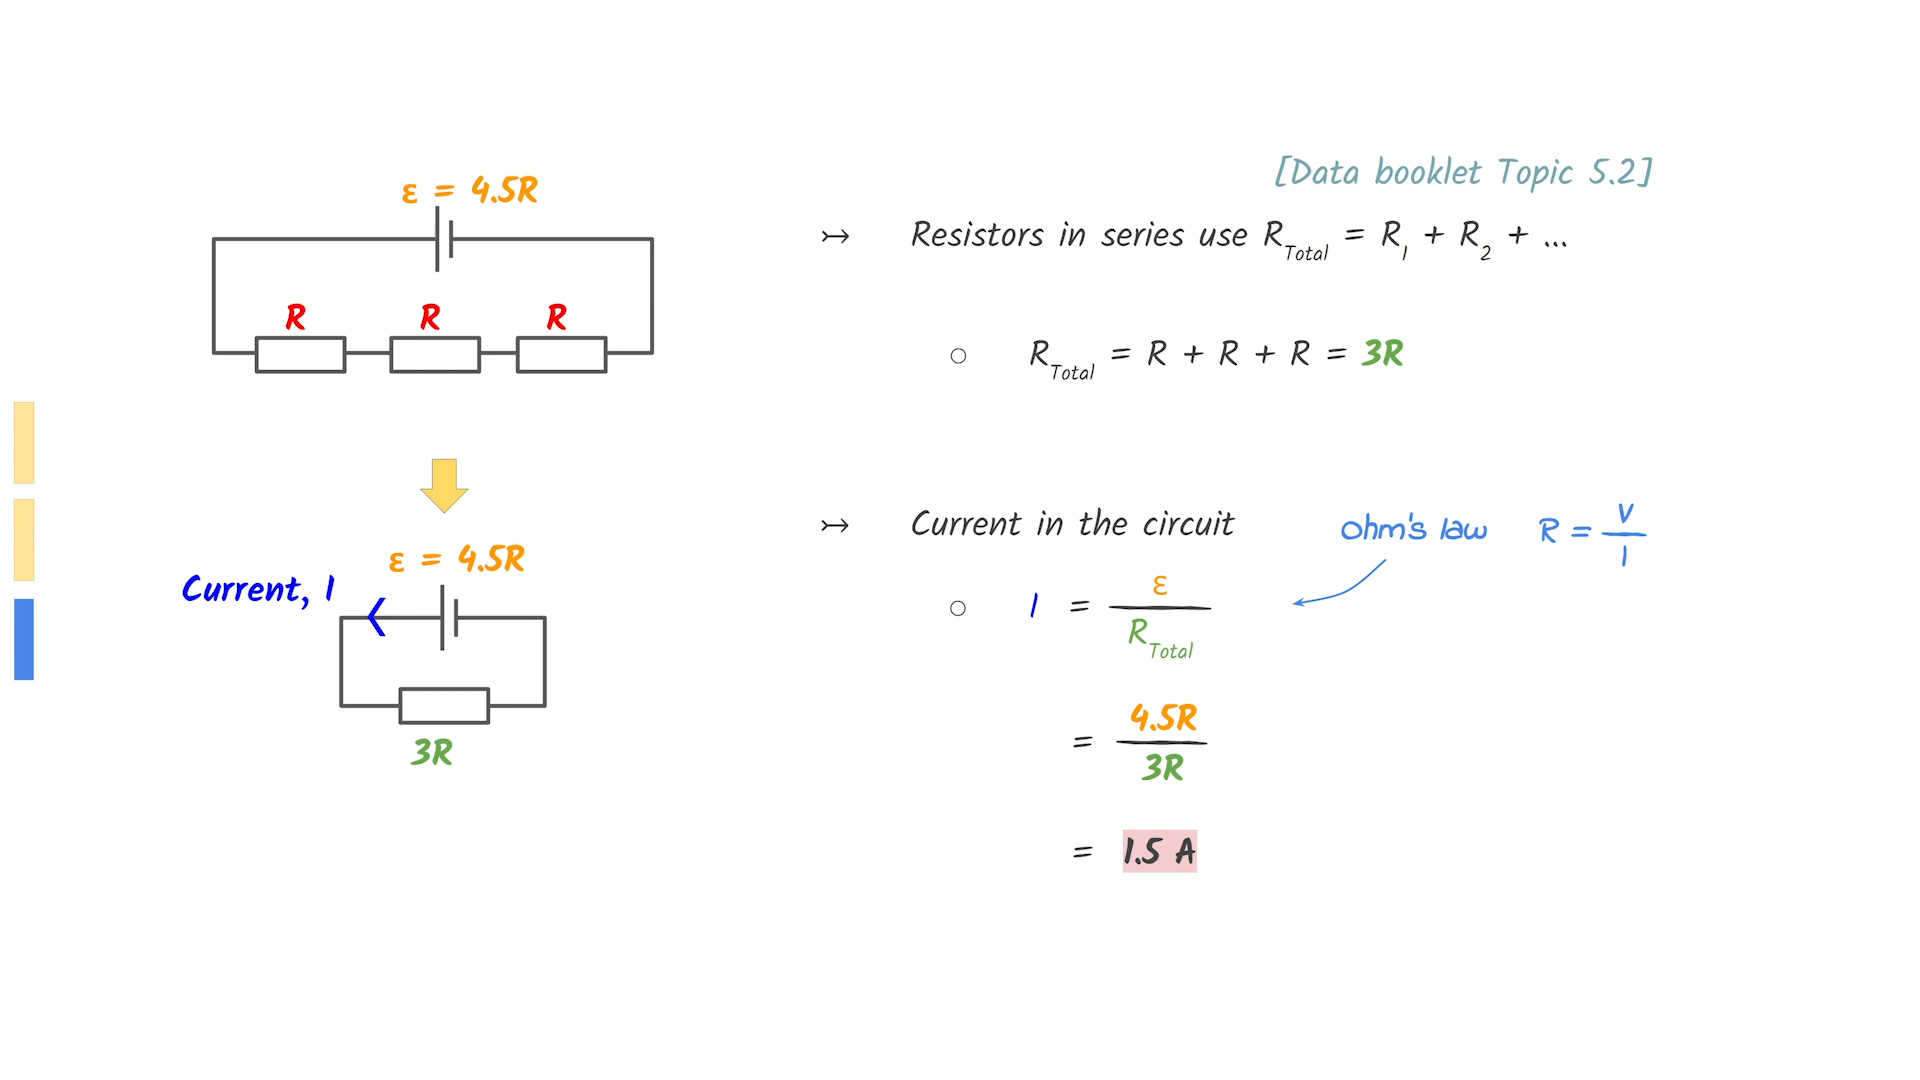 ε = 4.5R
R R R
ε = 4.5R
Current, I
3R
[Data booklet Topic 5.2]
↣ Resistors in series use R_Total = R_1 + R_2 + ...
○ R_Total = R + R + R = 3R
↣ Current in the circuit
Ohm's law R = V / I
○ I = ε / R_Total
= 4.5R / 3R
= 1.5 A